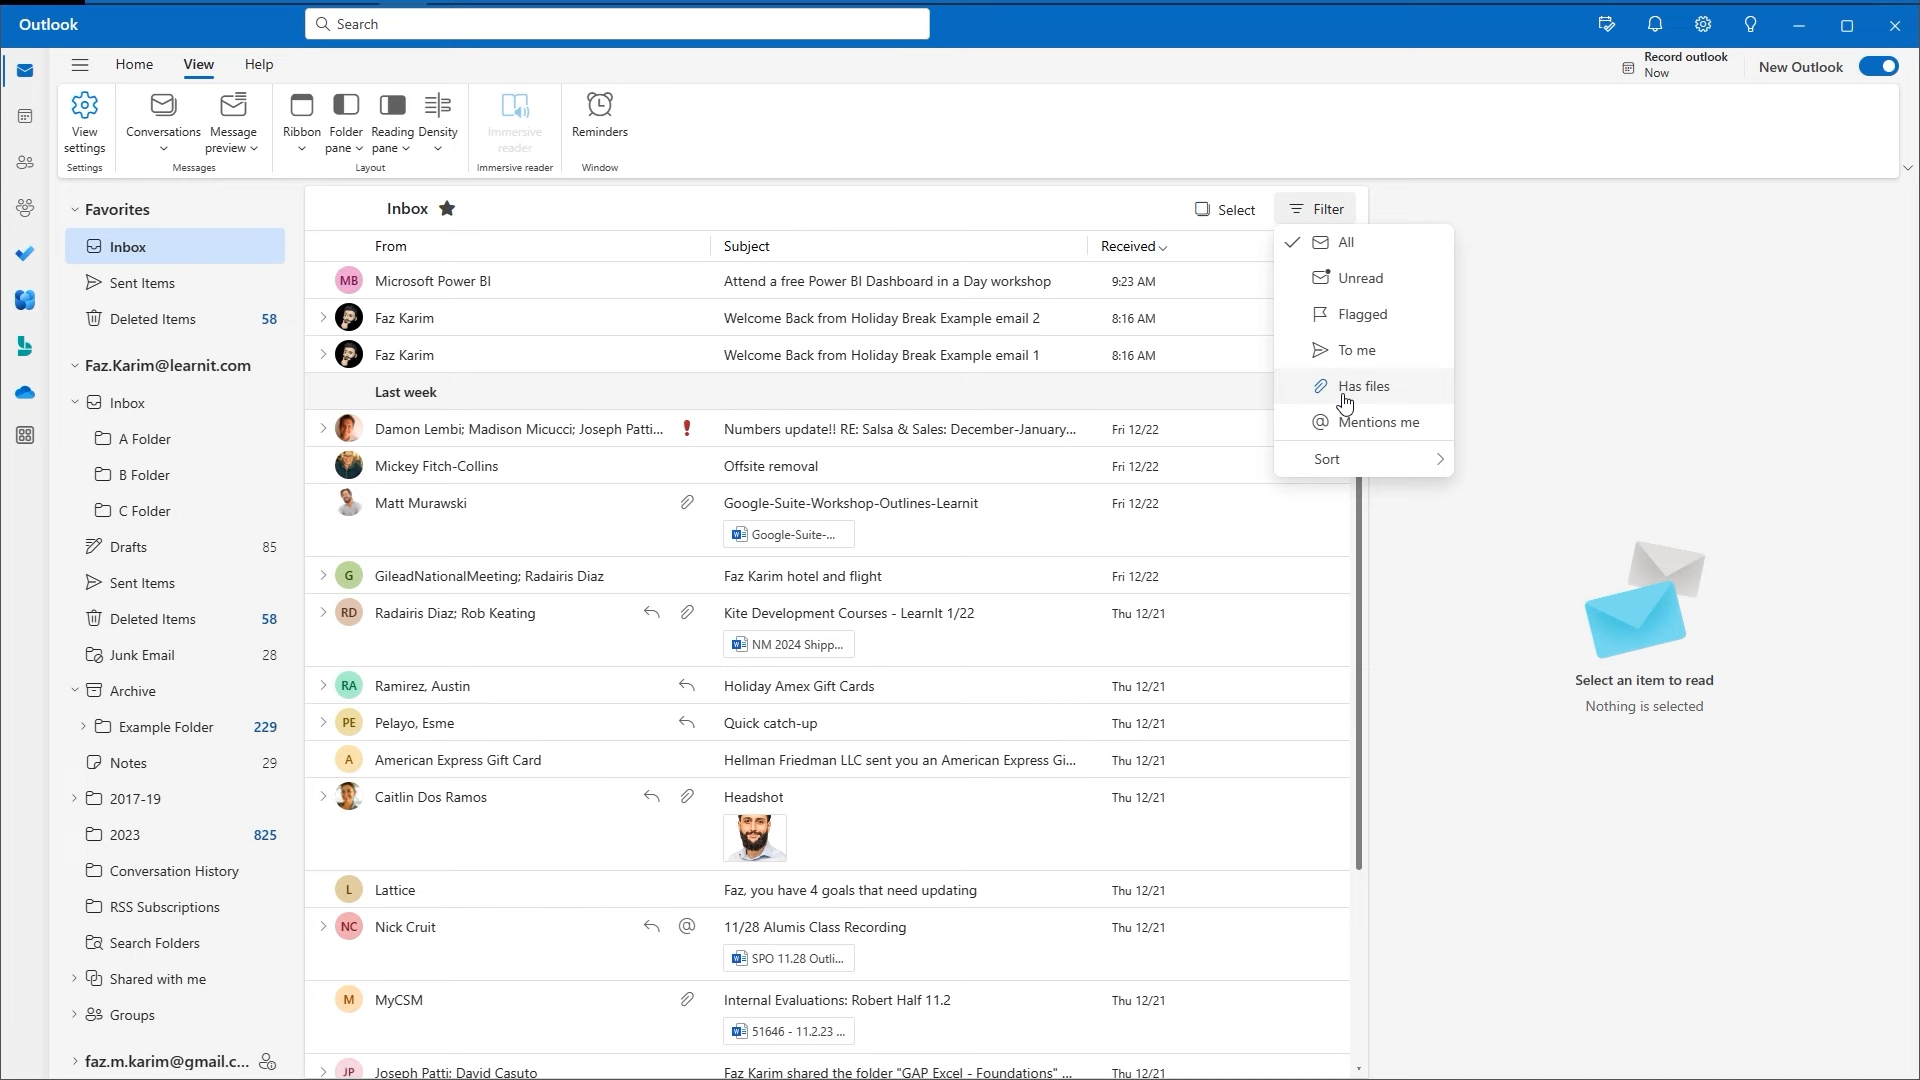 Outlook
Search
Home View Help
Record outlook
Now
New Outlook
View settings
Conversations
Message preview
Ribbon
Folder pane
Reading pane
Density
Immersive reader
Reminders
Settings
Messages
Layout
Immersive reader
Window
Favorites
Inbox
Sent Items
Deleted Items 58
Faz.Karim@learnit.com
Inbox
A Folder
B Folder
C Folder
Drafts 85
Sent Items
Deleted Items 58
Junk Email 28
Archive
Example Folder 229
Notes 29
2017-19
2023 825
Conversation History
RSS Subscriptions
Search Folders
Shared with me
Groups
faz.m.karim@gmail.c...
Inbox Select Filter
From Subject Received
MB Microsoft Power BI Attend a free Power BI Dashboard in a Day workshop 9:23 AM
Faz Karim Welcome Back from Holiday Break Example email 2 8:16 AM
Faz Karim Welcome Back from Holiday Break Example email 1 8:16 AM
Last week
Damon Lembi; Madison Micucci; Joseph Patti... Numbers update!! RE: Salsa & Sales: December-January... Fri 12/22
Mickey Fitch-Collins Offsite removal Fri 12/22
Matt Murawski Google-Suite-Workshop-Outlines-Learnit Fri 12/22
Google-Suite-...
G GileadNationalMeeting; Radairis Diaz Faz Karim hotel and flight Fri 12/22
RD Radairis Diaz; Rob Keating Kite Development Courses - LearnIt 1/22 Thu 12/21
NM 2024 Shipp...
RA Ramirez, Austin Holiday Amex Gift Cards Thu 12/21
PE Pelayo, Esme Quick catch-up Thu 12/21
A American Express Gift Card Hellman Friedman LLC sent you an American Express Gi... Thu 12/21
Caitlin Dos Ramos Headshot Thu 12/21
L Lattice Faz, you have 4 goals that need updating Thu 12/21
NC Nick Cruit @ 11/28 Alumis Class Recording Thu 12/21
SPO 11.28 Outli...
M MyCSM Internal Evaluations: Robert Half 11.2 Thu 12/21
51646 - 11.2.23 ...
JP Joseph Patti; David Casuto Faz Karim shared the folder "GAP Excel - Foundations" ... Thu 12/21
All
Unread
Flagged
To me
Has files
@ Mentions me
Sort
Select an item to read
Nothing is selected